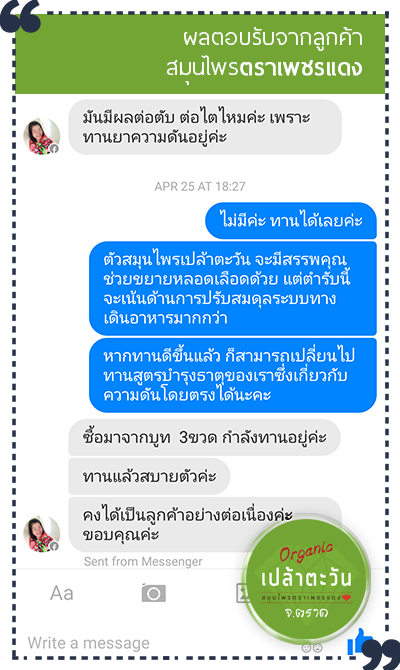 ผลตอบรับจากลูกค้า
สมุนไพรตราเพชรแดง
มันมีผลต่อตับ ต่อไตไหมค่ะ เพราะ
ทานยาความดันอยู่ค่ะ
APR 25 AT 18:27
ไม่มีค่ะ ทานได้เลยค่ะ
ตัวสมุนไพรเปล้าตะวัน จะมีสรรพคุณ
ช่วยขยายหลอดเลือดด้วย แต่ตำรับนี้
จะเน้นด้านการปรับสมดุลระบบทาง
เดินอาหารมากกว่า
หากทานดีขึ้นแล้ว ก็สามารถเปลี่ยนไป
ทานสูตรบำรุงธาตุของเราซึ่งเกี่ยวกับ
ความดันโดยตรงได้นะคะ
ซื้อมาจากบูท 3ขวด กำลังทานอยู่ค่ะ
ทานแล้วสบายตัวค่ะ
คงได้เป็นลูกค้าอย่างต่อเนื่องค่ะ
ขอบคุณค่ะ
Sent from Messenger
Organic
เปล้าตะวัน
สมุนไพรตราเพชรแดง
จ.ตราด
Aa
Write a message